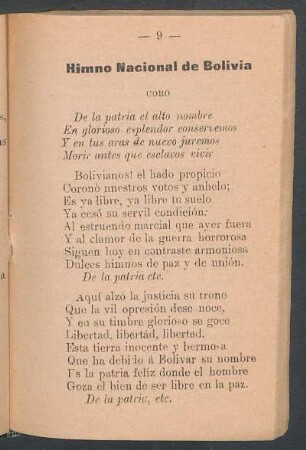 — 9 —
Himno Nacional de Bolivia
CORO
De la patria el alto nombre
En glorioso esplendor conservemos
Y en tus aras de nuevo juremos
Morir antes que esclavos vivir
Bolivianos! el hado propicio
Coronó nuestros votos y anhelo;
Es ya libre, ya libre tu suelo
Ya cesó su servil condición.
Al estruendo marcial que ayer fuera
Y al clamor de la guerra horrorosa
Siguen hoy en contraste armoniosa
Dulces himnos de paz y de unión.
De la patria etc.
Aquí alzó la justicia su trono
Que la vil opresión desconoce,
Y en su timbre glorioso se goce
Libertad, libertad, libertad.
Esta tierra inocente y hermosa
Que ha debido á Bolivar su nombre
Es la patria feliz donde el hombre
Goza el bien de ser libre en la paz.
De la patric, etc.